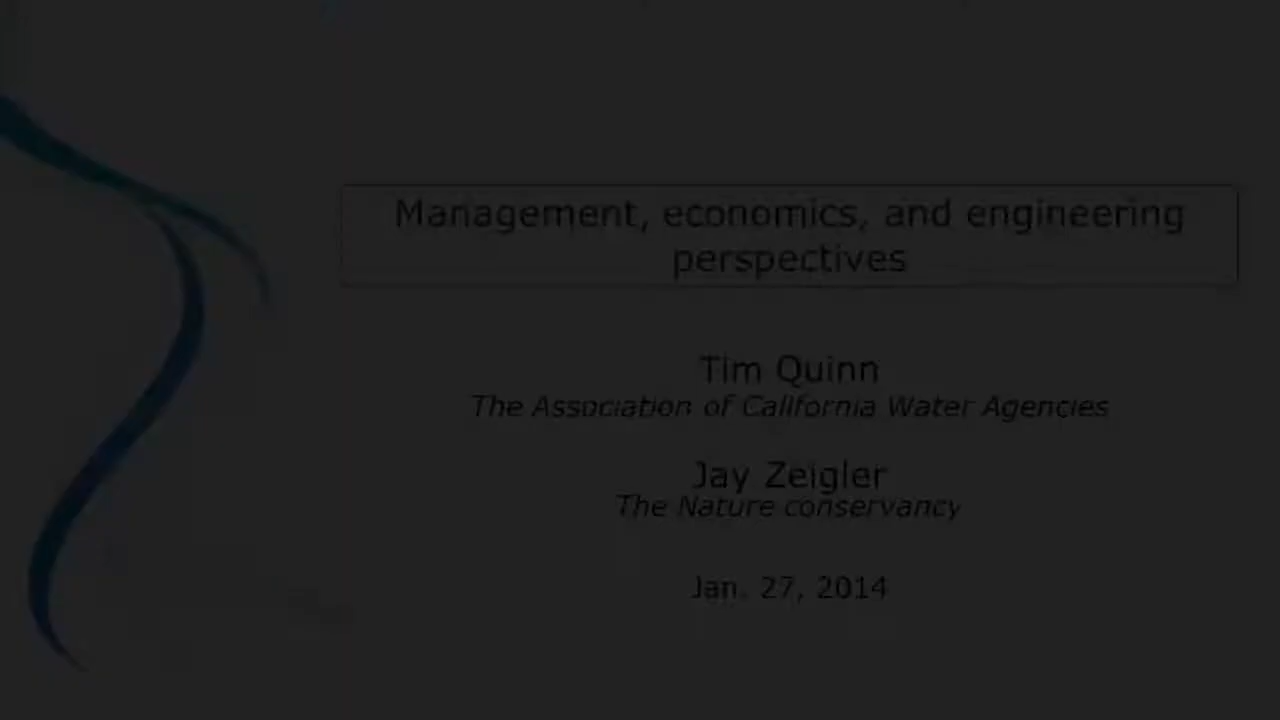 Management, economics, and engineering
perspectives
Tim Quinn
The Association of California Water Agencies
Jay Zeigler
The Nature conservancy
Jan. 27, 2014